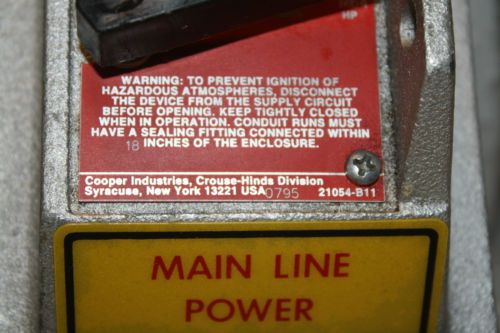 HP
WARNING: TO PREVENT IGNITION OF
HAZARDOUS ATMOSPHERES, DISCONNECT
THE DEVICE FROM THE SUPPLY CIRCUIT
BEFORE OPENING. KEEP TIGHTLY CLOSED
WHEN IN OPERATION. CONDUIT RUNS MUST
HAVE A SEALING FITTING CONNECTED WITHIN
18 INCHES OF THE ENCLOSURE.
Cooper Industries, Crouse-Hinds Division
Syracuse, New York 13221 USA 0795 21054-B11
MAIN LINE
POWER